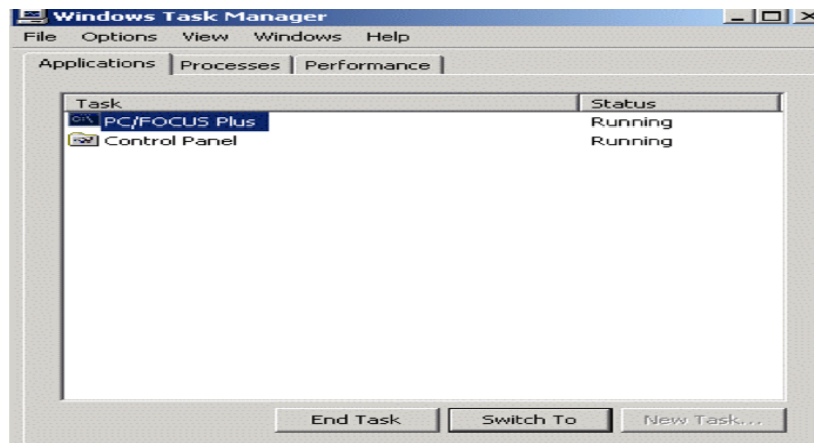 Windows Task Manager
File Options View Windows Help
Applications Processes Performance
Task Status
PC/FOCUS Plus Running
Control Panel Running
End Task Switch To New Task...